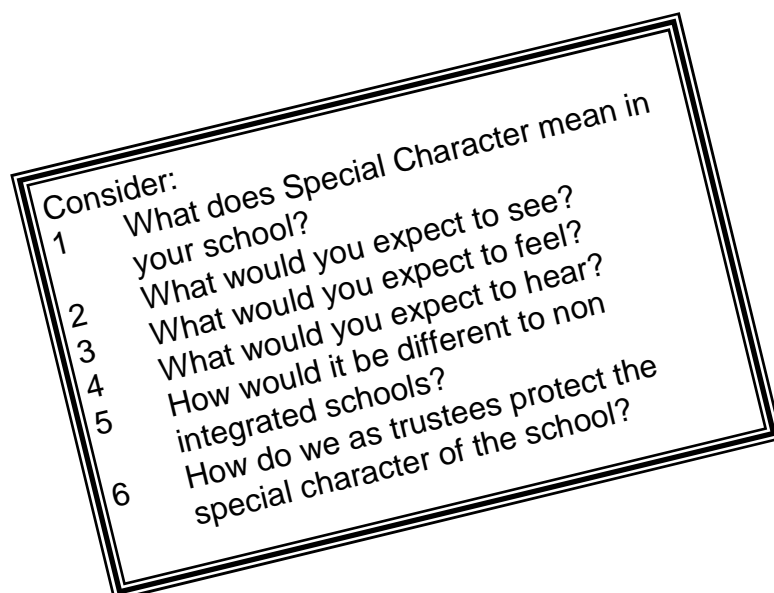 Consider:
1 What does Special Character mean in
your school?
2 What would you expect to see?
3 What would you expect to feel?
4 What would you expect to hear?
5 How would it be different to non
integrated schools?
6 How do we as trustees protect the
special character of the school?